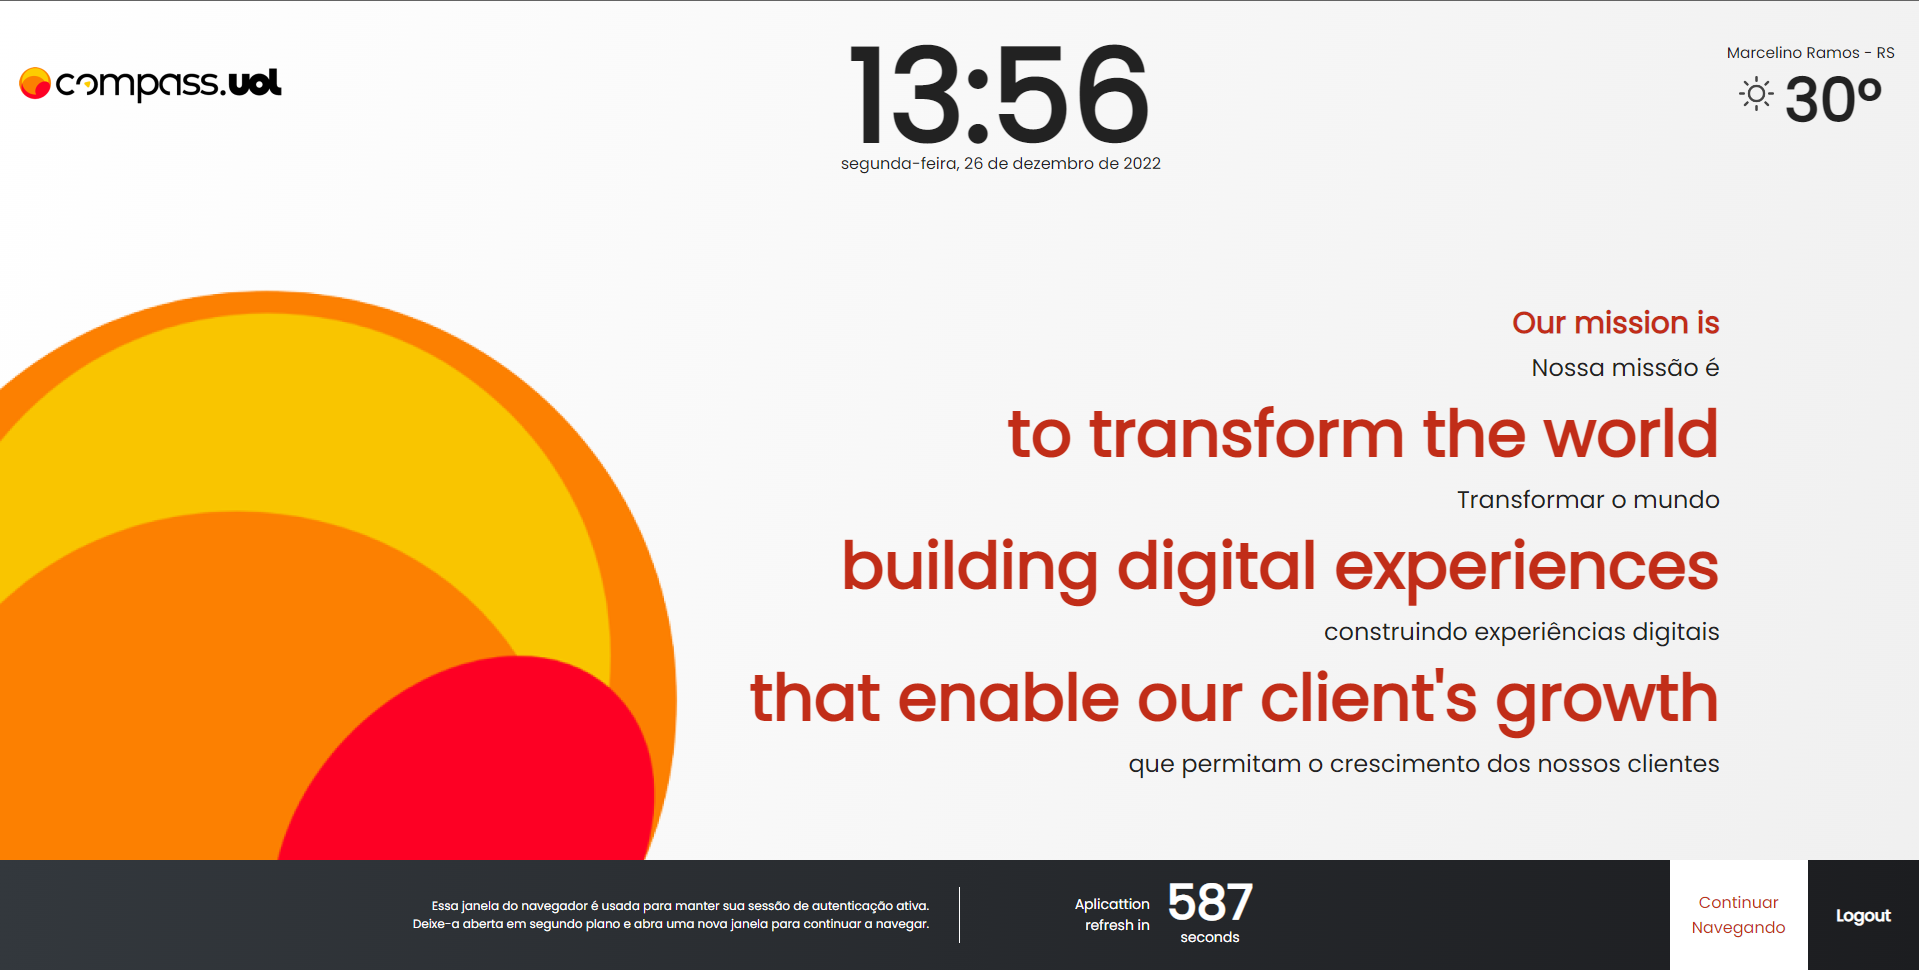 compass.uol
13:56
segunda-feira, 26 de dezembro de 2022
Marcelino Ramos - RS
30º
Our mission is
Nossa missão é
to transform the world
Transformar o mundo
building digital experiences
construindo experiências digitais
that enable our client's growth
que permitam o crescimento dos nossos clientes
Essa janela do navegador é usada para manter sua sessão de autenticação ativa.
Deixe-a aberta em segundo plano e abra uma nova janela para continuar a navegar.
Aplicattion
refresh in
587
seconds
Continuar
Navegando
Logout